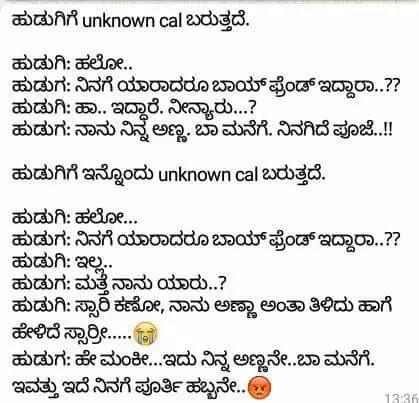 ಹುಡುಗಿಗೆ unknown cal ಬರುತ್ತದೆ.
ಹುಡುಗಿ: ಹಲೋ..
ಹುಡುಗ: ನಿನಗೆ ಯಾರಾದರೂ ಬಾಯ್ ಫ್ರೆಂಡ್ ಇದ್ದಾರಾ..??
ಹುಡುಗಿ: ಹಾ.. ಇದ್ದಾರೆ. ನೀನ್ಯಾರು...?
ಹುಡುಗ: ನಾನು ನಿನ್ನ ಅಣ್ಣ. ಬಾ ಮನೆಗೆ. ನಿನಗಿದೆ ಪೂಜೆ..!!
ಹುಡುಗಿಗೆ ಇನ್ನೊಂದು unknown cal ಬರುತ್ತದೆ.
ಹುಡುಗಿ: ಹಲೋ...
ಹುಡುಗ: ನಿನಗೆ ಯಾರಾದರೂ ಬಾಯ್ ಫ್ರೆಂಡ್ ಇದ್ದಾರಾ..??
ಹುಡುಗಿ: ಇಲ್ಲ..
ಹುಡುಗ: ಮತ್ತೆ ನಾನು ಯಾರು..?
ಹುಡುಗಿ: ಸ್ಸಾರಿ ಕಣೋ, ನಾನು ಅಣ್ಣಾ ಅಂತಾ ತಿಳಿದು ಹಾಗೆ
ಹೇಳಿದೆ ಸ್ಸಾರ್ರೀ.....😭
ಹುಡುಗ: ಹೇ ಮಂಕೀ...ಇದು ನಿನ್ನ ಅಣ್ಣನೇ..ಬಾ ಮನೆಗೆ.
ಇವತ್ತು ಇದೆ ನಿನಗೆ ಪೂರ್ತಿ ಹಬ್ಬನೇ..😡
13:36